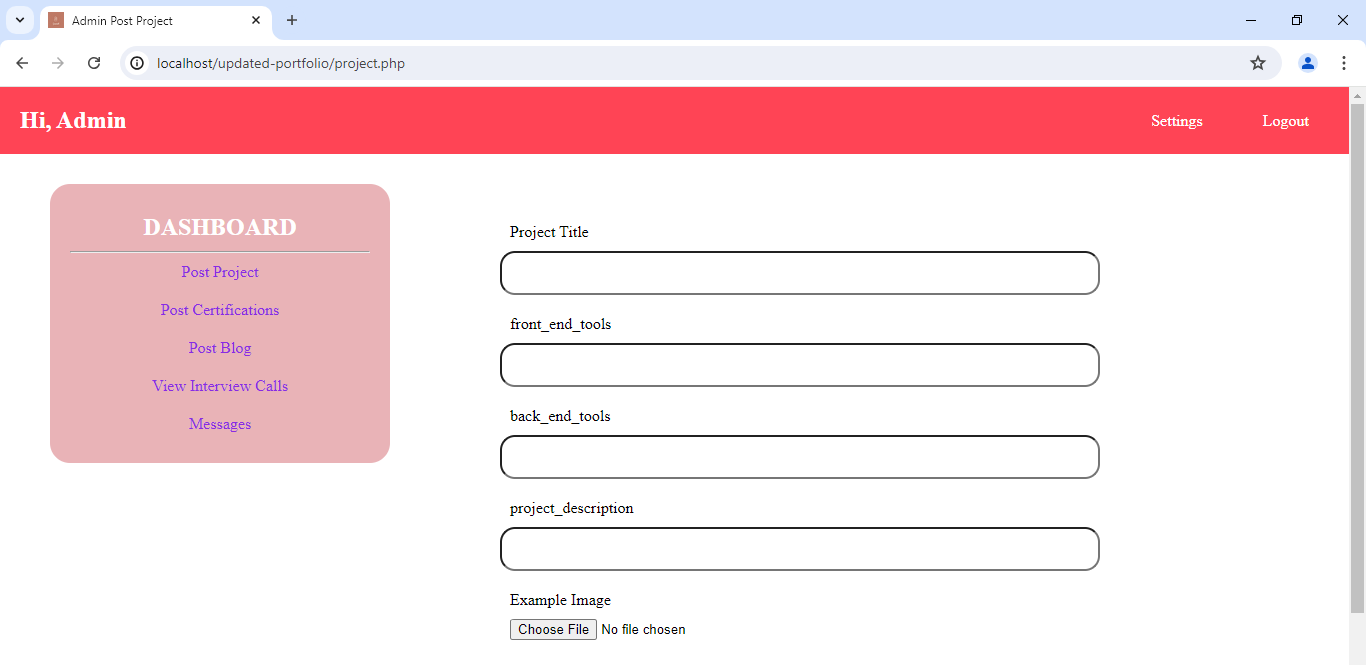 Admin Post Project
localhost/updated-portfolio/project.php
Hi, Admin
Settings
Logout
DASHBOARD
Post Project
Post Certifications
Post Blog
View Interview Calls
Messages
Project Title
front_end_tools
back_end_tools
project_description
Example Image
Choose File No file chosen